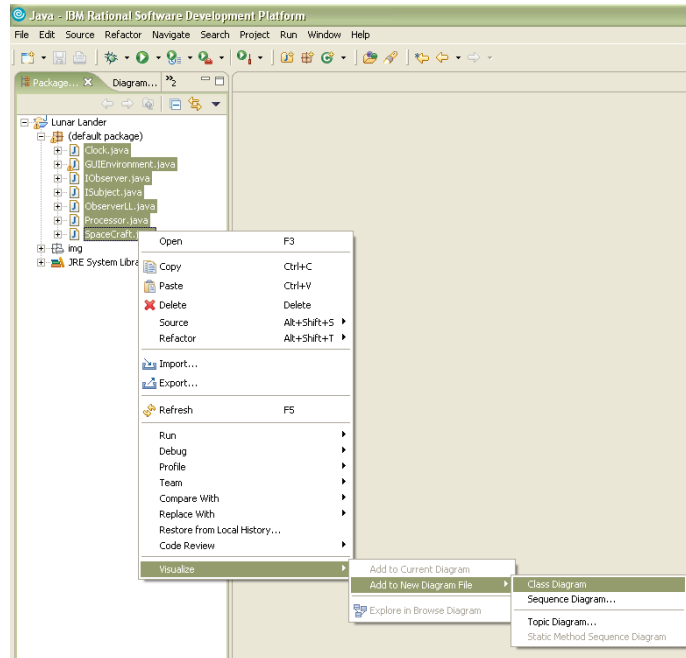 Java - IBM Rational Software Development Platform
File Edit Source Refactor Navigate Search Project Run Window Help
Package... Diagram... »2
Lunar Lander
(default package)
Clock.java
GUIEnvironment.java
IObserver.java
ISubject.java
ObserverLL.java
Processor.java
SpaceCraft.j
img
JRE System Libra
Open F3
Copy Ctrl+C
Paste Ctrl+V
Delete Delete
Source Alt+Shift+S
Refactor Alt+Shift+T
Import...
Export...
Refresh F5
Run
Debug
Profile
Team
Compare With
Replace With
Restore from Local History...
Code Review
Visualize
Add to Current Diagram
Add to New Diagram File
Explore in Browse Diagram
Class Diagram
Sequence Diagram...
Topic Diagram...
Static Method Sequence Diagram